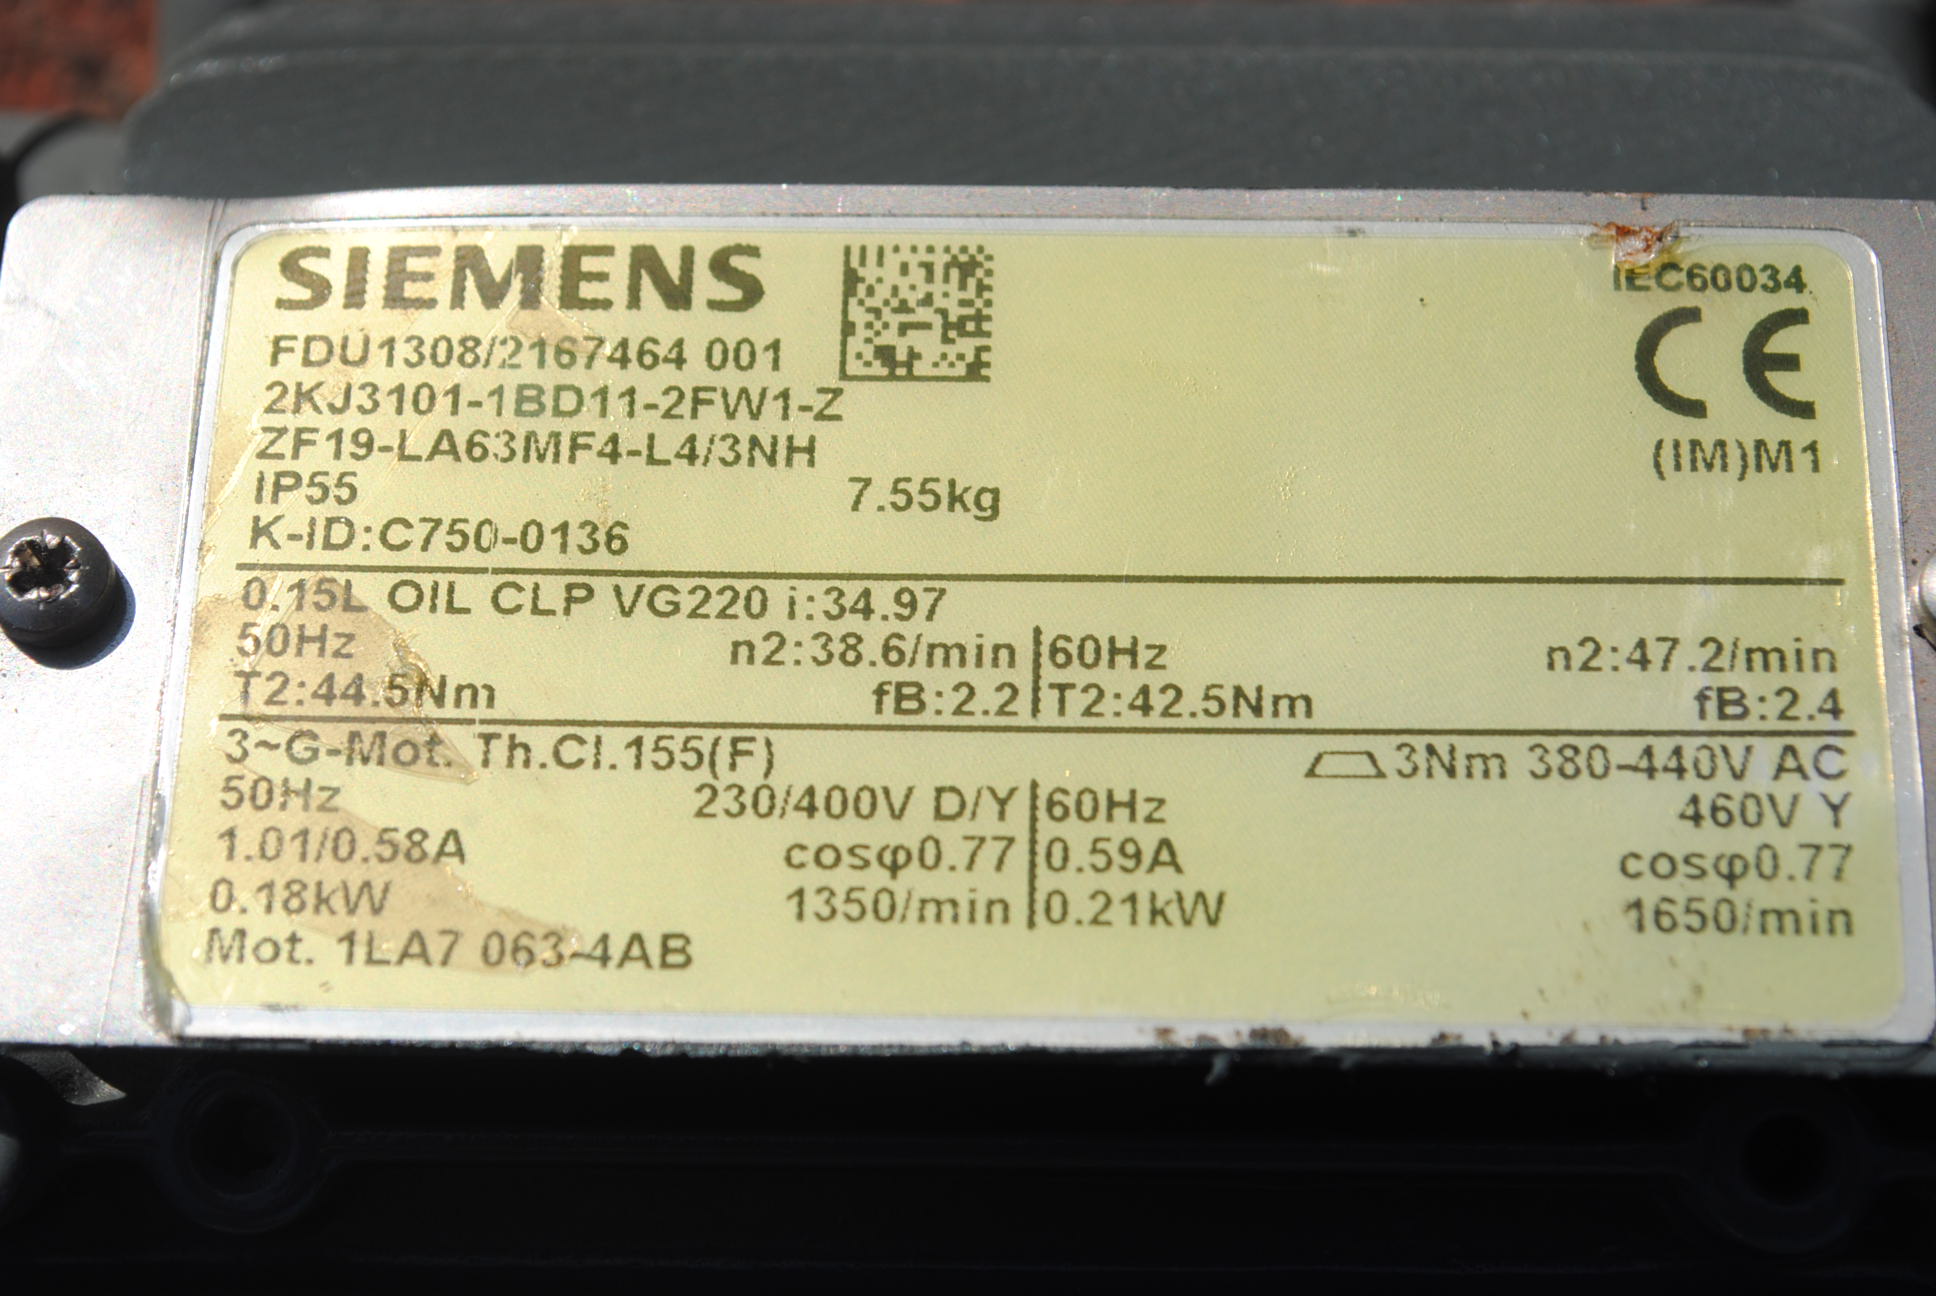 SIEMENS
IEC60034
FDU1308/2167464 001
CE
2KJ3101-1BD11-2FW1-Z
ZF19-LA63MF4-L4/3NH
(IM)M1
IP55 7.55kg
K-ID:C750-0136
0.15L OIL CLP VG220 i:34.97
50Hz n2:38.6/min 60Hz n2:47.2/min
T2:44.5Nm fB:2.2 T2:42.5Nm fB:2.4
3~G-Mot. Th.Cl.155(F) 3Nm 380-440V AC
50Hz 230/400V D/Y 60Hz 460V Y
1.01/0.58A cosφ0.77 0.59A cosφ0.77
0.18kW 1350/min 0.21kW 1650/min
Mot. 1LA7 063-4AB